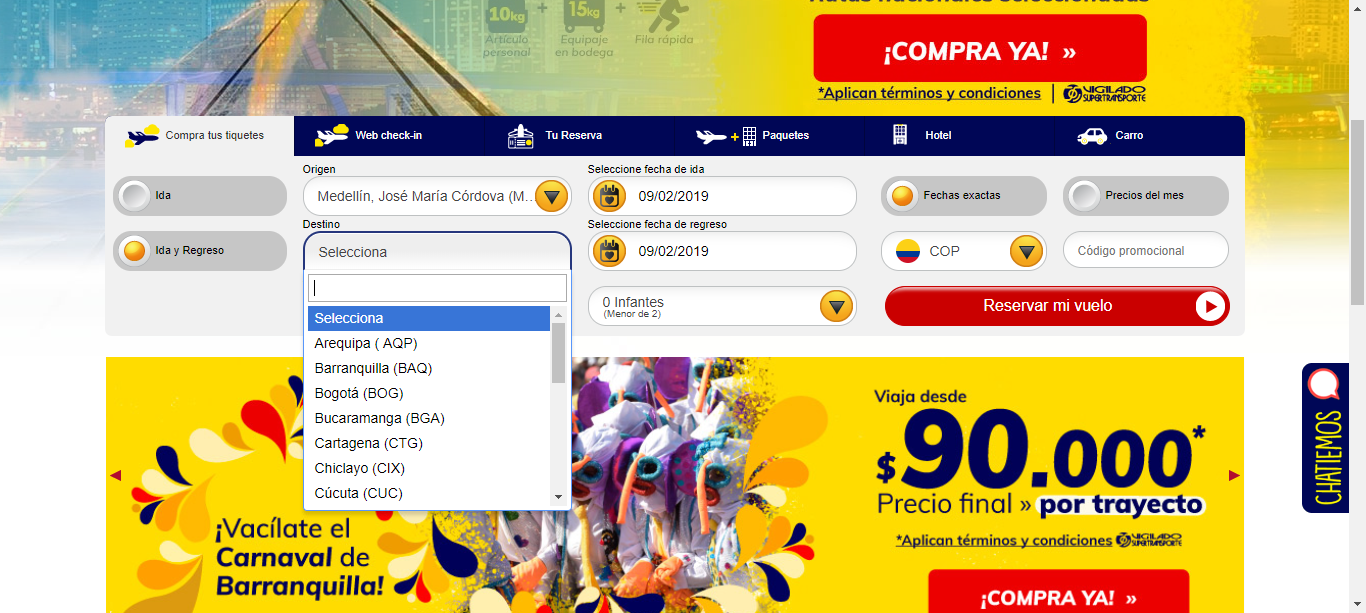 Rutas nacionales seleccionadas
10kg + 15kg +
Artículo personal
Equipaje en bodega
Fila rápida
¡COMPRA YA! »
*Aplican términos y condiciones | VIGILADO SUPERTRANSPORTE
Compra tus tiquetes
Web check-in
Tu Reserva
Paquetes
Hotel
Carro
Origen
Seleccione fecha de ida
Ida
Medellín, José María Córdova (M...
09/02/2019
Fechas exactas
Precios del mes
Destino
Seleccione fecha de regreso
Ida y Regreso
Selecciona
09/02/2019
COP
Código promocional
0 Infantes
(Menor de 2)
Reservar mi vuelo
Selecciona
Arequipa ( AQP)
Barranquilla (BAQ)
Bogotá (BOG)
Bucaramanga (BGA)
Cartagena (CTG)
Chiclayo (CIX)
Cúcuta (CUC)
¡Vacílate el
Carnaval de
Barranquilla!
Viaja desde
$90.000*
Precio final » por trayecto
*Aplican términos y condiciones VIGILADO SUPERTRANSPORTE
¡COMPRA YA! »
CHATIEMOS